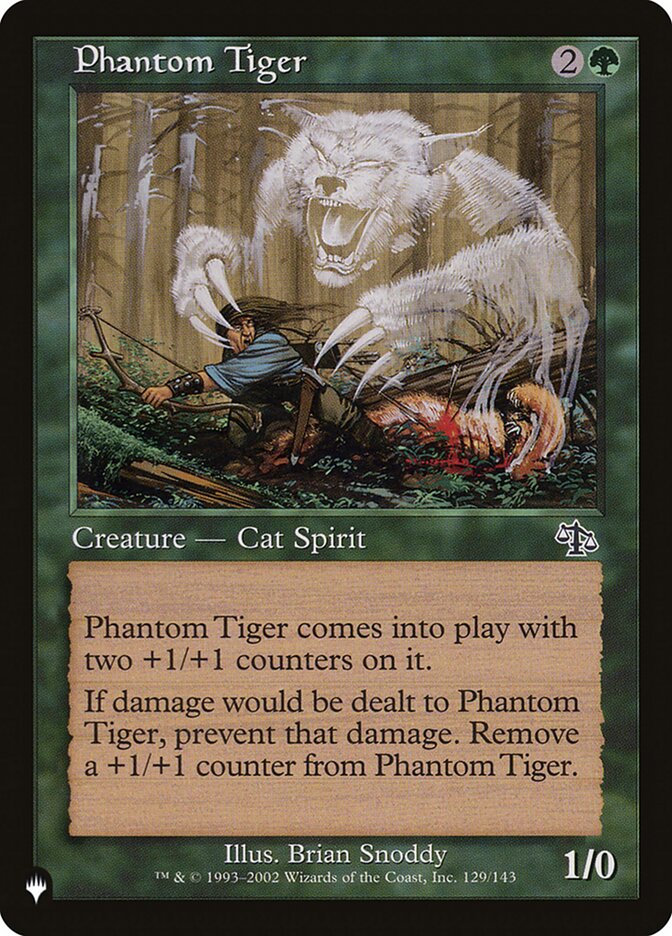 Phantom Tiger 2
Creature — Cat Spirit
Phantom Tiger comes into play with
two +1/+1 counters on it.
If damage would be dealt to Phantom
Tiger, prevent that damage. Remove
a +1/+1 counter from Phantom Tiger.
Illus. Brian Snoddy
™ & © 1993–2002 Wizards of the Coast, Inc. 129/143
1/0